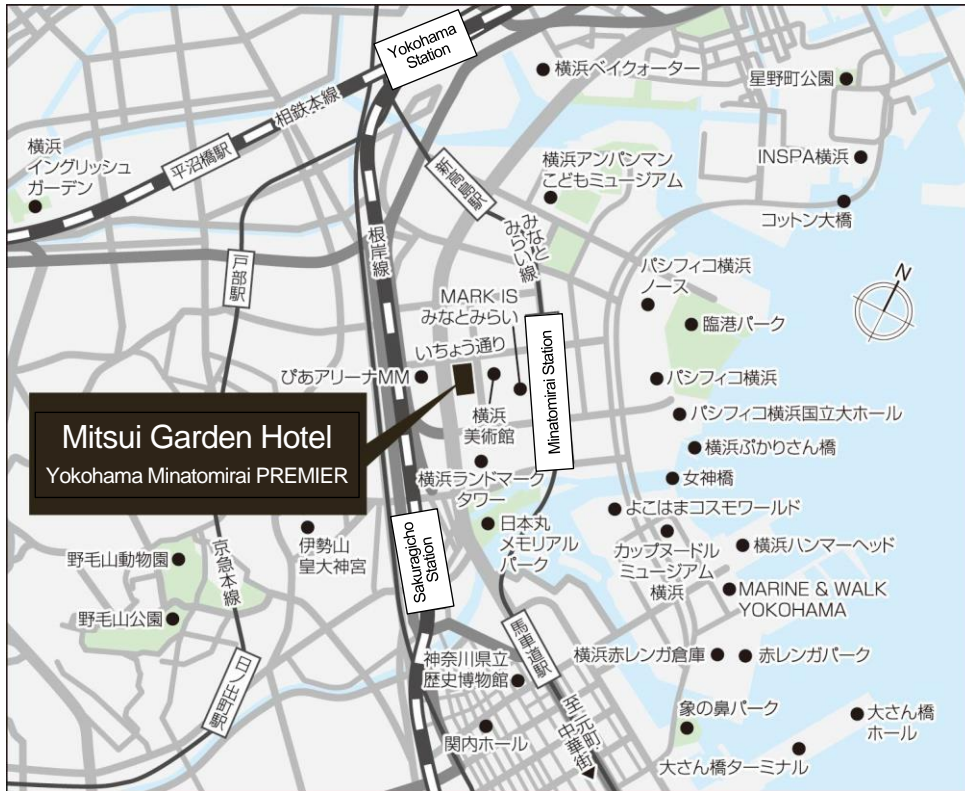 Yokohama
Station
横浜ベイクォーター
星野町公園
相鉄本線
平沼橋駅
横浜
イングリッシュ
ガーデン
新高島駅
横浜アンパンマン
こどもミュージアム
INSPA横浜
コットン大橋
みなと
みらい線
根岸線
戸部駅
パシフィコ横浜
ノース
N
臨港パーク
MARK IS
みなとみらい
いちょう通り
ぴあアリーナMM
横浜
美術館
Minatomirai Station
パシフィコ横浜
パシフィコ横浜国立大ホール
Mitsui Garden Hotel
Yokohama Minatomirai PREMIER
横浜ぷかりさん橋
女神橋
横浜ランドマーク
タワー
よこはまコスモワールド
日本丸
メモリアル
パーク
Sakuragicho
Station
伊勢山
皇大神宮
京急本線
野毛山動物園
野毛山公園
カップヌードル
ミュージアム
横浜
横浜ハンマーヘッド
MARINE & WALK
YOKOHAMA
馬車道駅
横浜赤レンガ倉庫
赤レンガパーク
神奈川県立
歴史博物館
日ノ出町駅
関内ホール
至元町
中華街
象の鼻パーク
大さん橋
ホール
大さん橋ターミナル